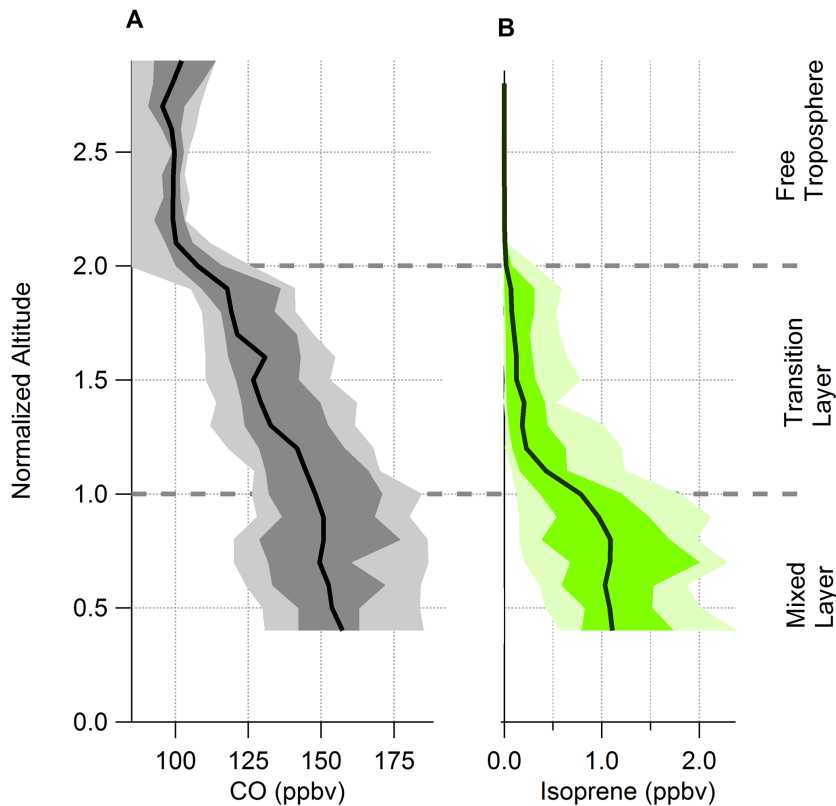 A
B
Normalized Altitude
2.5
2.0
1.5
1.0
0.5
0.0
100 125 150 175
CO (ppbv)
0.0 1.0 2.0
Isoprene (ppbv)
Free
Troposphere
Transition
Layer
Mixed
Layer